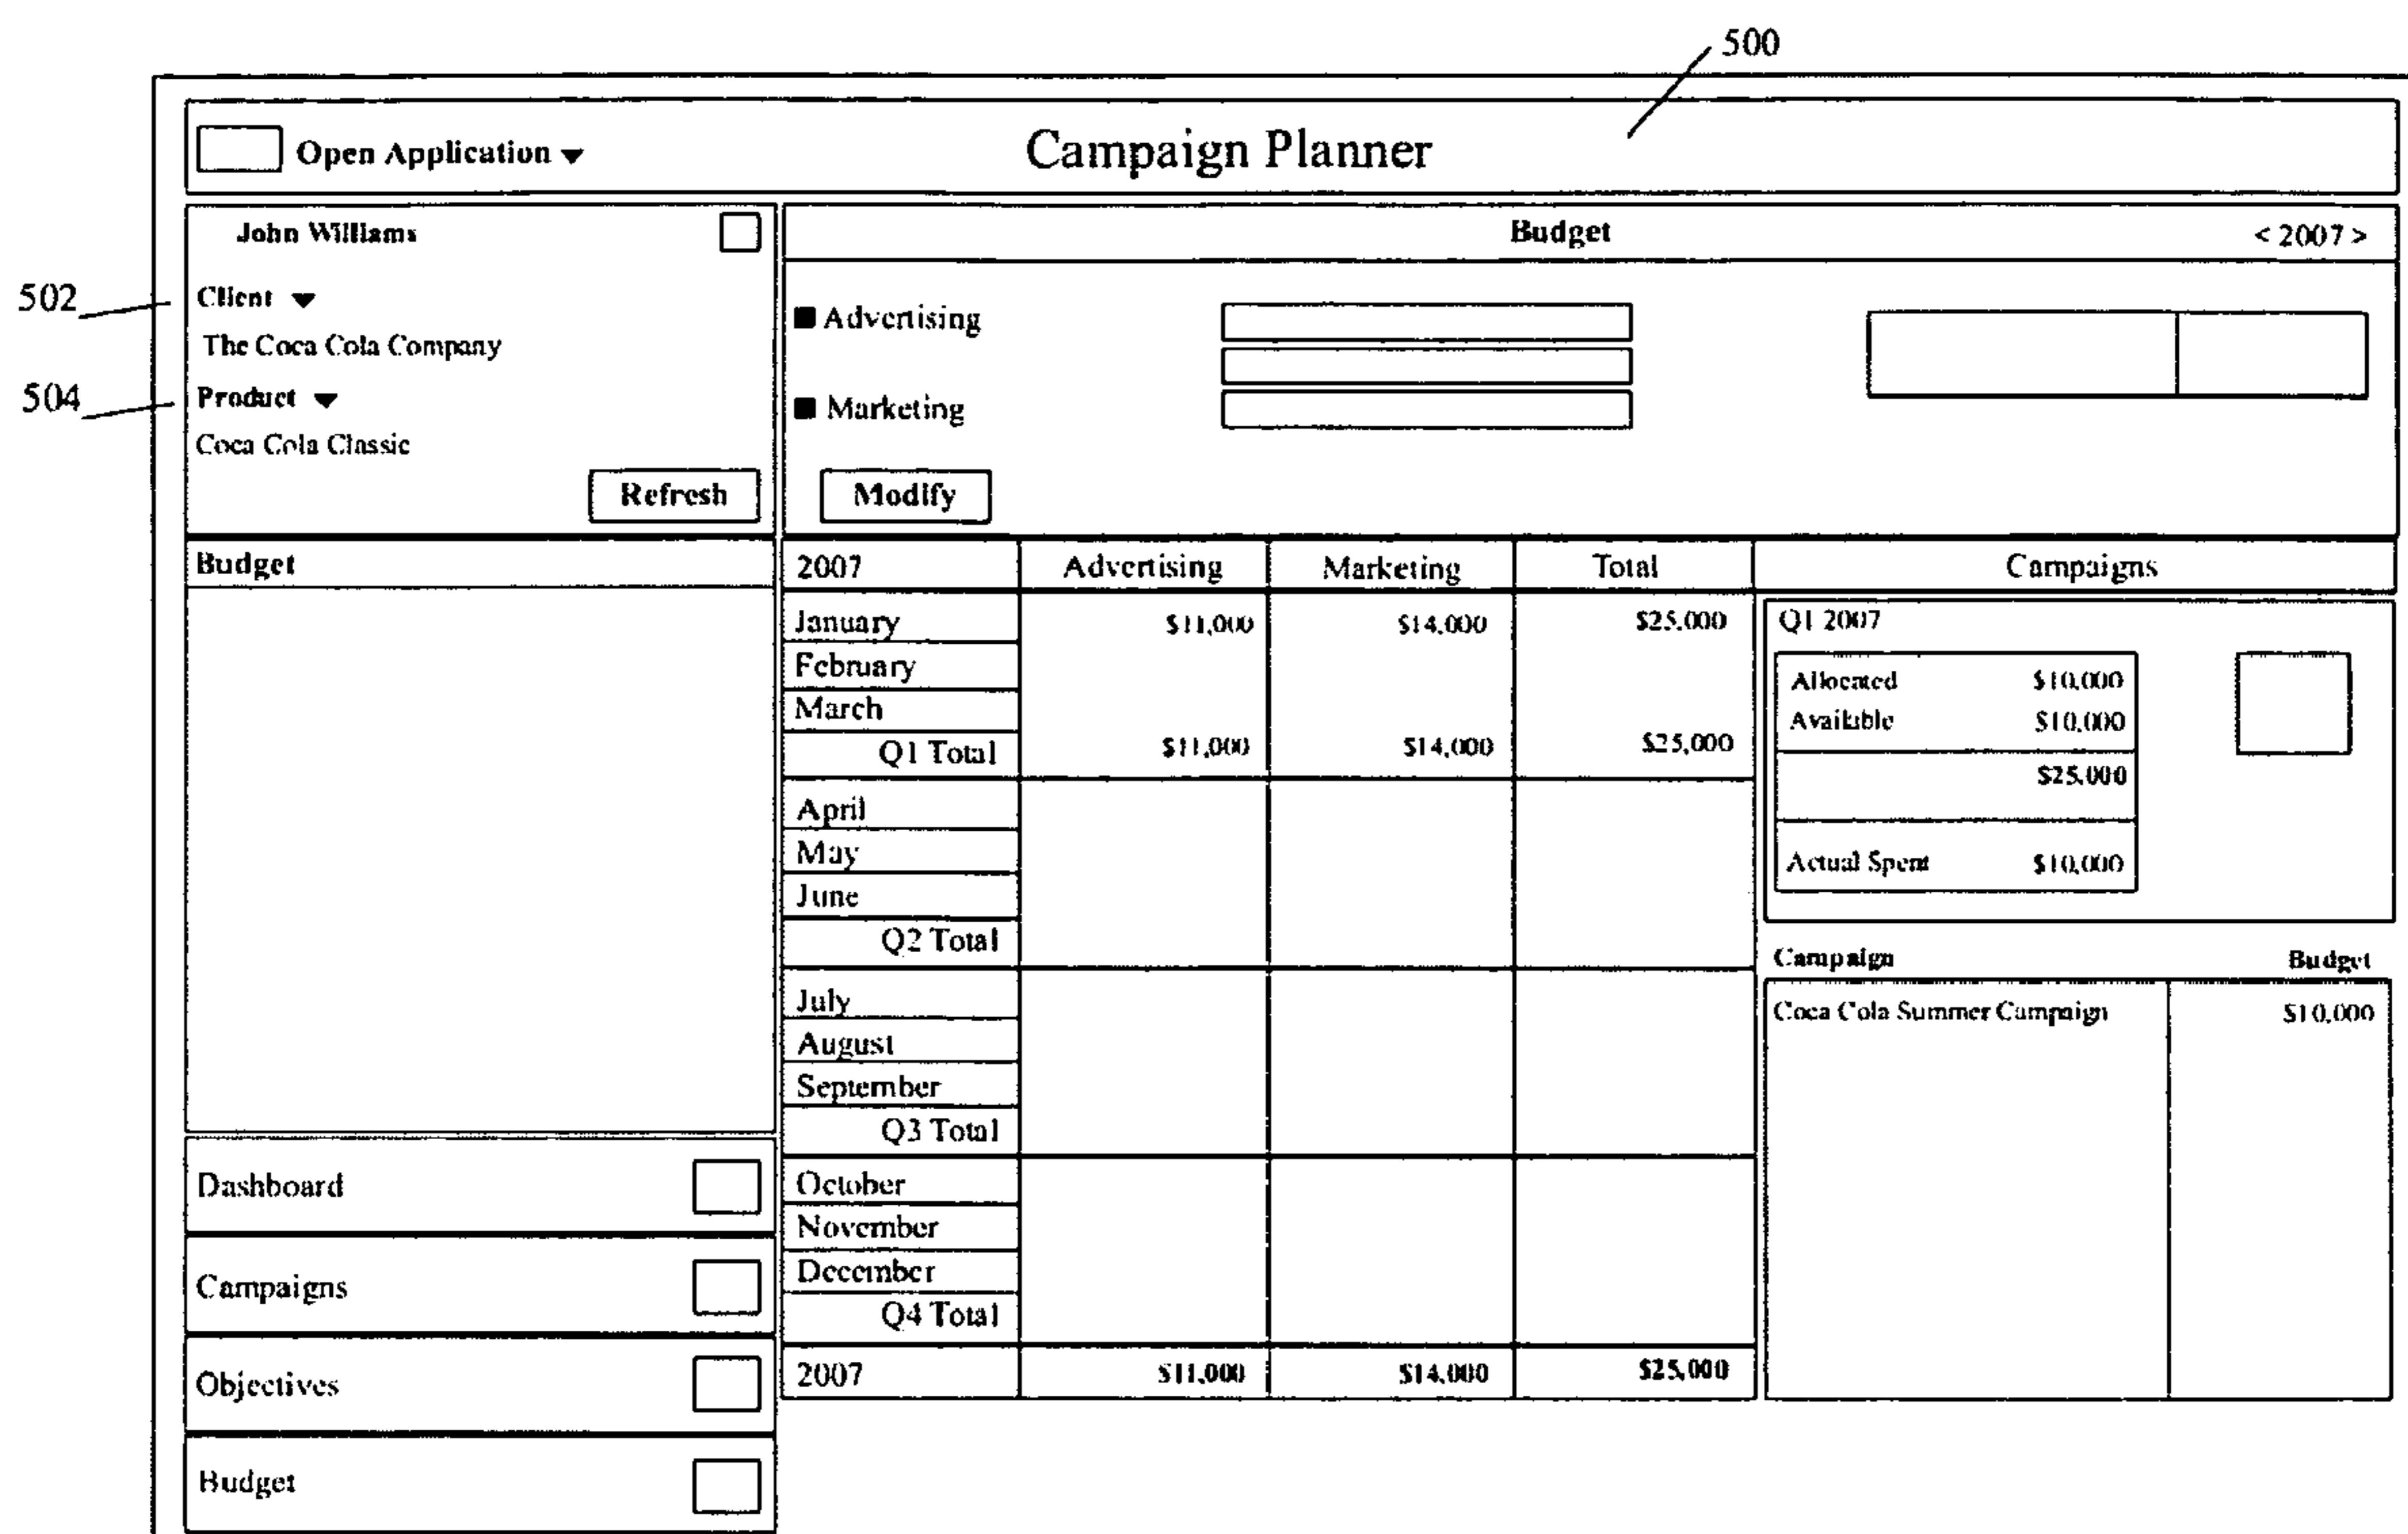 500
Open Application
Campaign Planner
John Williams
Budget
< 2007 >
502
Client
The Coca Cola Company
504
Product
Coca Cola Classic
Refresh
Advertising
Marketing
Modify
Budget
2007 Advertising Marketing Total Campaigns
January $11,000 $14,000 $25,000
February
March
Q1 Total $11,000 $14,000 $25,000
April
May
June
Q2 Total
July
August
September
Q3 Total
October
November
December
Q4 Total
2007 $11,000 $14,000 $25,000
Q1 2007
Allocated $10,000
Available $10,000
$25,000
Actual Spent $10,000
Campaign Budget
Coca Cola Summer Campaign $10,000
Dashboard
Campaigns
Objectives
Budget